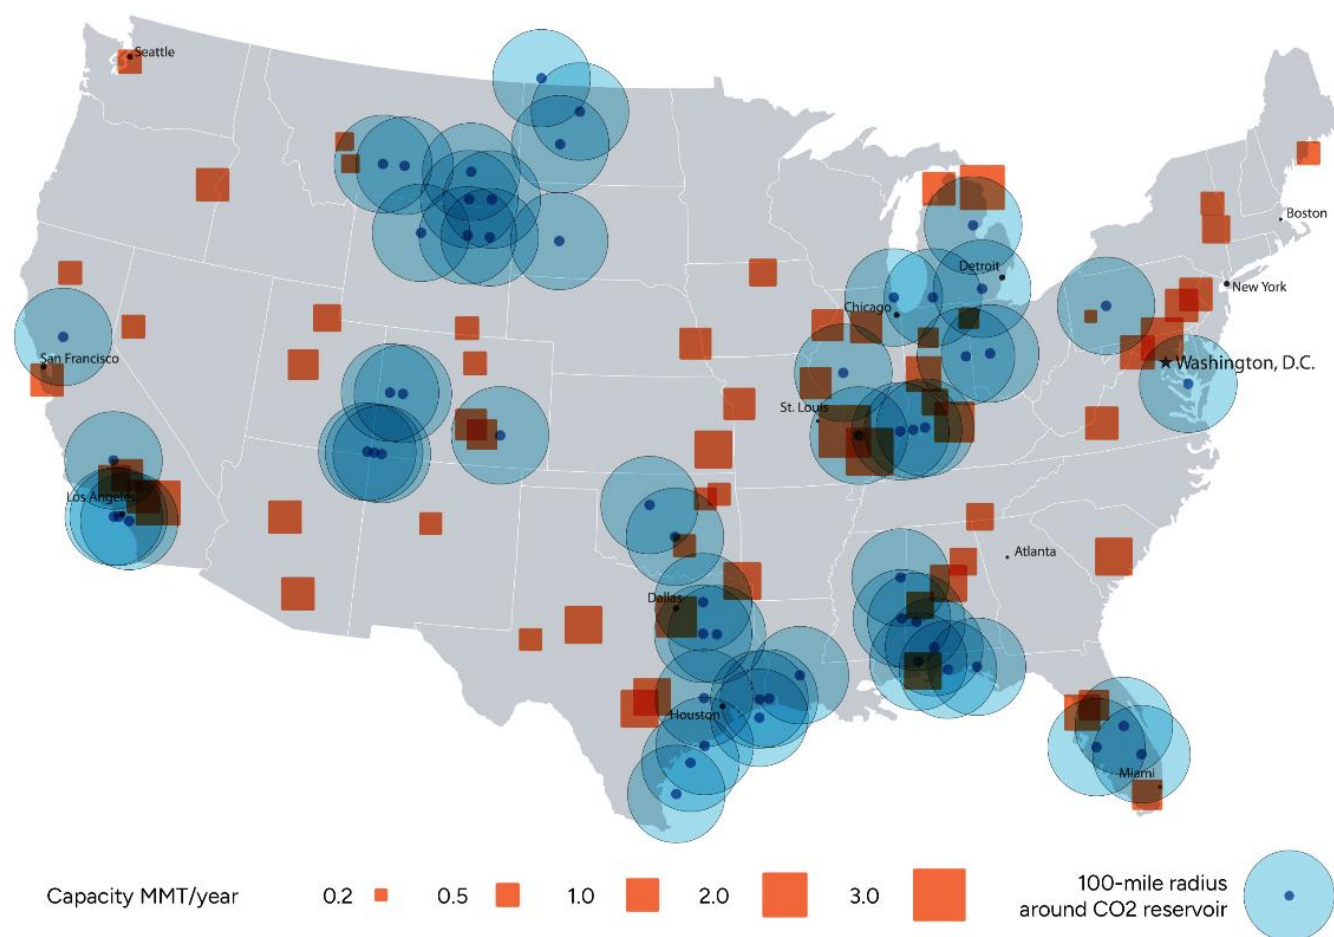 Seattle
Boston
Detroit
New York
Chicago
San Francisco
Washington, D.C.
St. Louis
Los Angeles
Atlanta
Dallas
Houston
Miami
Capacity MMT/year
0.2
0.5
1.0
2.0
3.0
100-mile radius
around CO2 reservoir